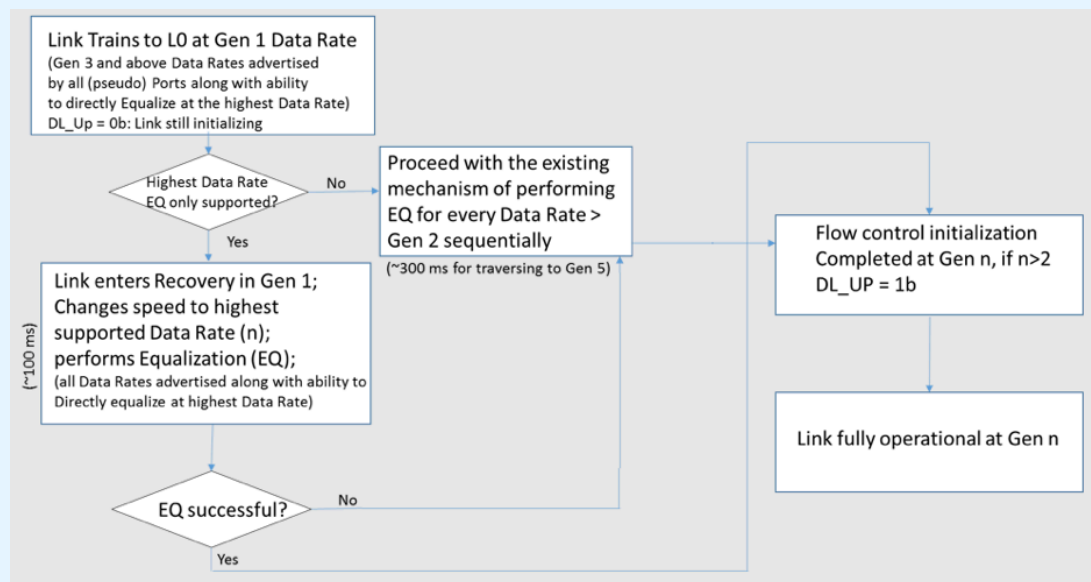 Link Trains to L0 at Gen 1 Data Rate
(Gen 3 and above Data Rates advertised
by all (pseudo) Ports along with ability
to directly Equalize at the highest Data Rate)
DL_Up = 0b: Link still initializing
Highest Data Rate
EQ only supported?
No
Yes
Proceed with the existing
mechanism of performing
EQ for every Data Rate >
Gen 2 sequentially
(~300 ms for traversing to Gen 5)
Link enters Recovery in Gen 1;
Changes speed to highest
supported Data Rate (n);
performs Equalization (EQ);
(all Data Rates advertised along with ability to
Directly equalize at highest Data Rate)
(~100 ms)
EQ successful?
No
Yes
Flow control initialization
Completed at Gen n, if n>2
DL_UP = 1b
Link fully operational at Gen n